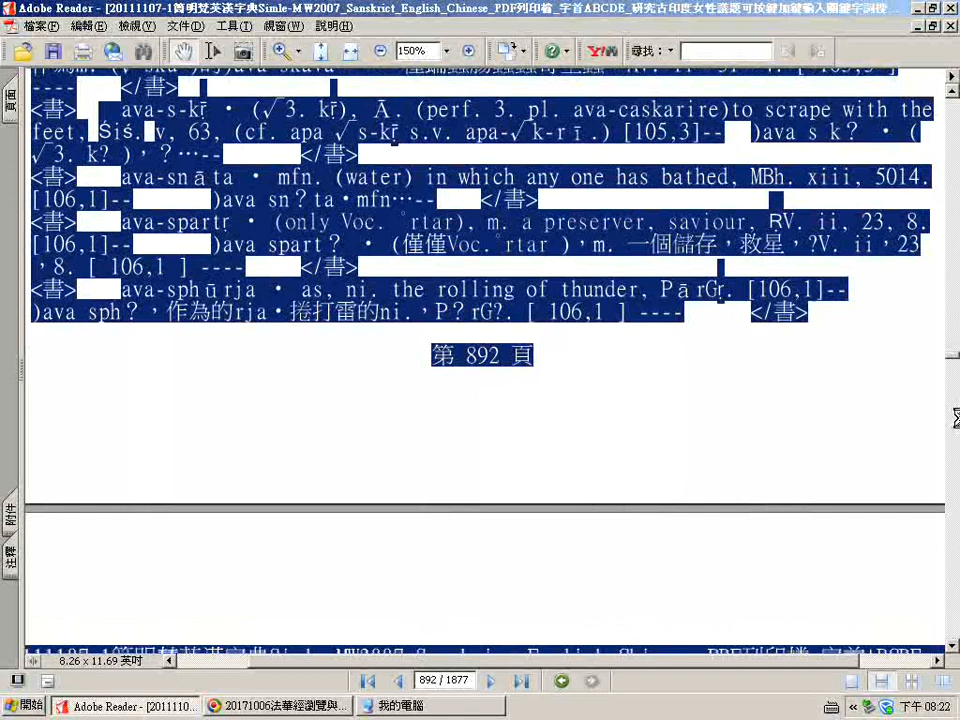 Adobe Reader - [20111107-1簡明梵英漢字典Simle-MW2007_Sanskrict_English_Chinese_PDF列印檔_字首ABCDE_研究古印度女性議題可按鍵加鍵輸入關鍵字詞搜...
檔案(F) 編輯(E) 檢視(V) 文件(D) 工具(T) 視窗(W) 說明(H)
150% 尋找:
頁面
---- </書>
<書> ava-s-kṝ · (√3. kṝ), Ā. (perf. 3. pl. ava-caskarire)to scrape with the
feet, Śiś. v, 63, (cf. apa √ s-kṝ s.v. apa-√k-rī.) [105,3]-- )ava s k? · (
√3. k? ),?…-- </書>
<書> ava-snāta · mfn. (water) in which any one has bathed, MBh. xiii, 5014.
[106,1]-- )ava sn?ta·mfn…-- </書>
<書> ava-spartṛ · (only Voc. °rtar), m. a preserver, saviour, ṚV. ii, 23, 8.
[106,1]-- )ava spart? · (僅僅Voc.°rtar ),m. 一個儲存,救星,?V. ii,23
,8. [ 106,1 ] ---- </書>
<書> ava-sphūrja · as, ni. the rolling of thunder, PārGṛ. [106,1]--
)ava sph?,作為的rja·捲打雷的ni.,P?rG?. [ 106,1 ] ---- </書>
第 892 頁
附件
注釋
8.26 x 11.69 英吋
892 / 1877
開始 Adobe Reader - [2011110... 20171006法華經瀏覽與... 我的電腦 下午 08:22